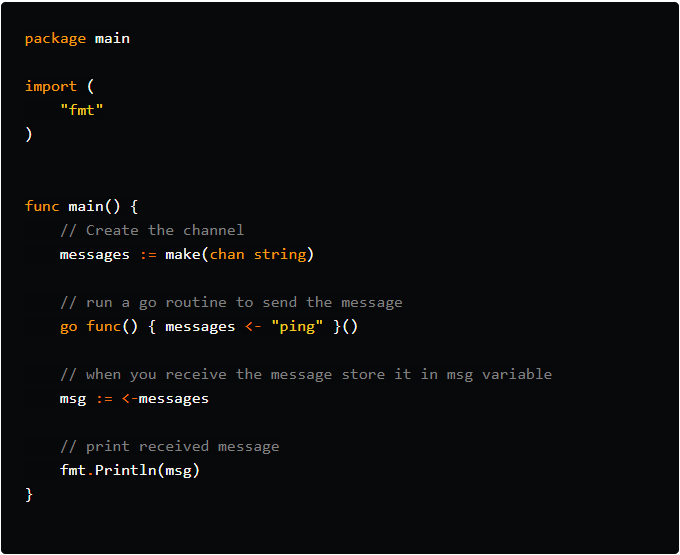 package main
import (
    "fmt"
)
func main() {
    // Create the channel
    messages := make(chan string)
    // run a go routine to send the message
    go func() { messages <- "ping" }()
    // when you receive the message store it in msg variable
    msg := <-messages
    // print received message
    fmt.Println(msg)
}